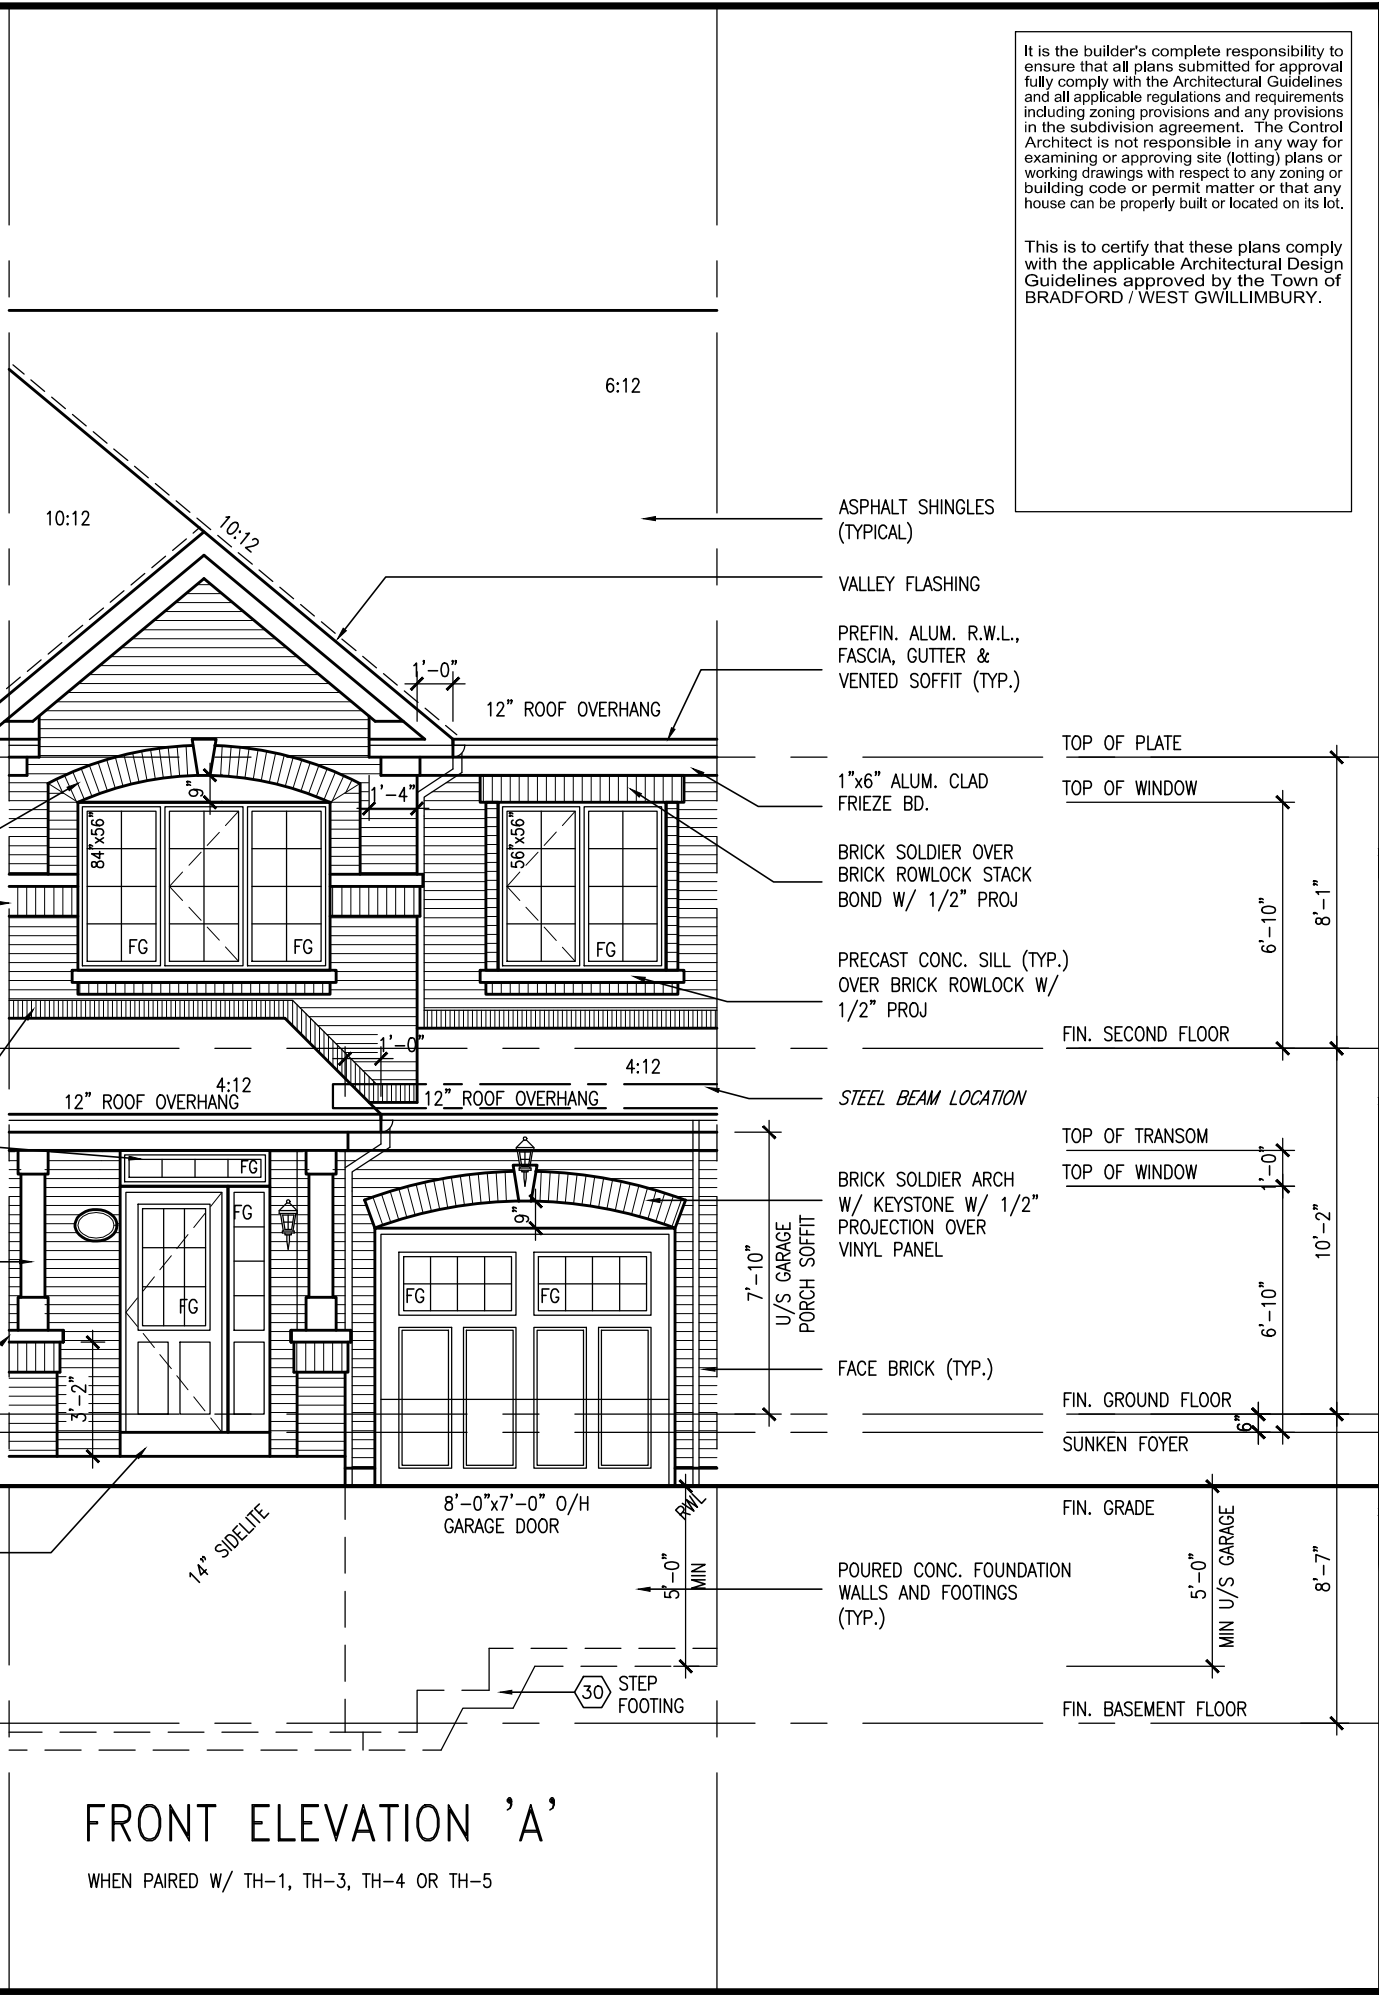 It is the builder's complete responsibility to
ensure that all plans submitted for approval
fully comply with the Architectural Guidelines
and all applicable regulations and requirements
including zoning provisions and any provisions
in the subdivision agreement. The Control
Architect is not responsible in any way for
examining or approving site (lotting) plans or
working drawings with respect to any zoning or
building code or permit matter or that any
house can be properly built or located on its lot.
This is to certify that these plans comply
with the applicable Architectural Design
Guidelines approved by the Town of
BRADFORD / WEST GWILLIMBURY.
6:12
10:12
10:12
ASPHALT SHINGLES
(TYPICAL)
VALLEY FLASHING
PREFIN. ALUM. R.W.L.,
FASCIA, GUTTER &
VENTED SOFFIT (TYP.)
1'-0"
12" ROOF OVERHANG
TOP OF PLATE
TOP OF WINDOW
1"x6" ALUM. CLAD
FRIEZE BD.
9"
1'-4"
84"x56"
56"x56"
FG
FG
FG
BRICK SOLDIER OVER
BRICK ROWLOCK STACK
BOND W/ 1/2" PROJ
6'-10"
8'-1"
PRECAST CONC. SILL (TYP.)
OVER BRICK ROWLOCK W/
1/2" PROJ
FIN. SECOND FLOOR
1'-0"
4:12
4:12
12" ROOF OVERHANG
12" ROOF OVERHANG
STEEL BEAM LOCATION
TOP OF TRANSOM
TOP OF WINDOW
1'-0"
BRICK SOLDIER ARCH
W/ KEYSTONE W/ 1/2"
PROJECTION OVER
VINYL PANEL
FG
FG
FG
9"
FG
FG
7'-10"
U/S GARAGE
PORCH SOFFIT
10'-2"
6'-10"
3'-2"
FACE BRICK (TYP.)
FIN. GROUND FLOOR
6"
SUNKEN FOYER
8'-0"x7'-0" O/H
GARAGE DOOR
RWL
FIN. GRADE
14" SIDELITE
5'-0"
MIN
POURED CONC. FOUNDATION
WALLS AND FOOTINGS
(TYP.)
5'-0"
MIN U/S GARAGE
8'-7"
30
STEP
FOOTING
FIN. BASEMENT FLOOR
FRONT ELEVATION 'A'
WHEN PAIRED W/ TH-1, TH-3, TH-4 OR TH-5